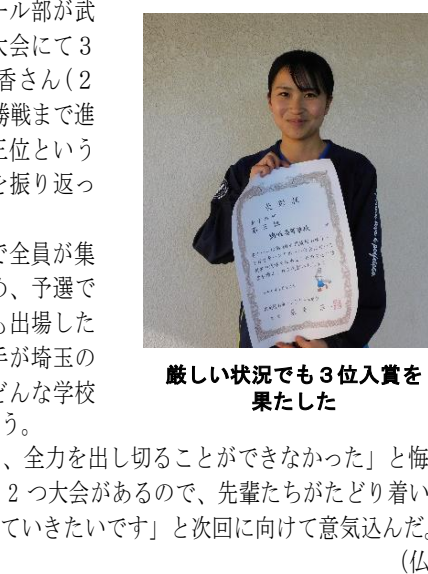 ール部が武
大会にて３
香さん(２
勝戦まで進
三位という
を振り返っ
で全員が集
め、予選で
も出場した
手が埼玉の
どんな学校
う。
厳しい状況でも３位入賞を
果たした
、全力を出し切ることができなかった」と悔
２つ大会があるので、先輩たちがたどり着い
ていきたいです」と次回に向けて意気込んだ。
(仏
表彰状